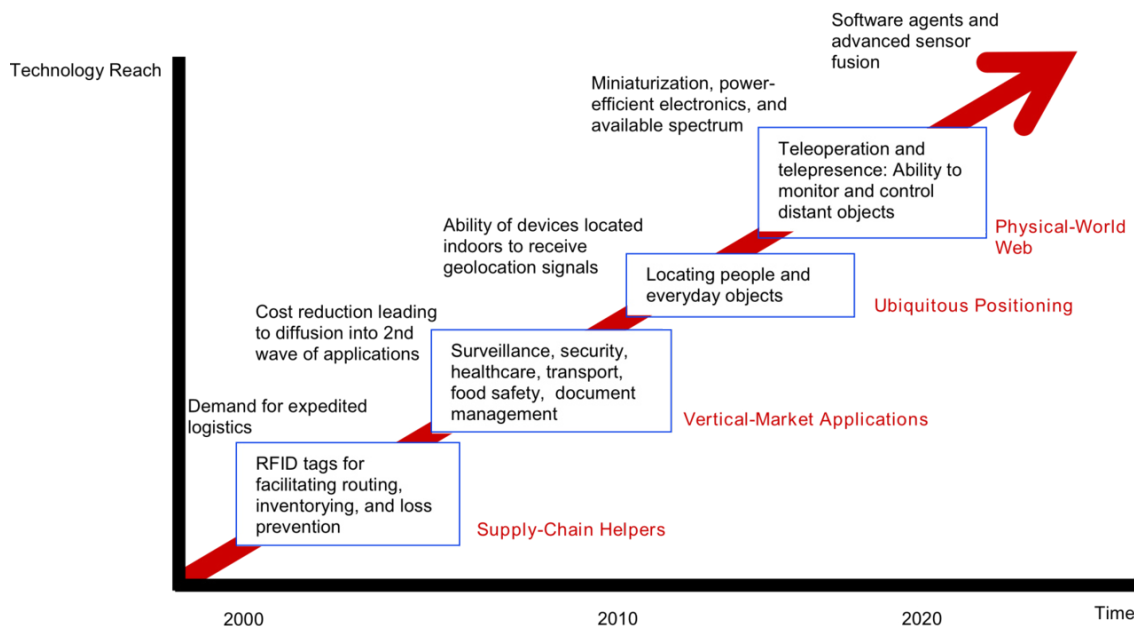 Software agents and
advanced sensor
fusion
Technology Reach
Miniaturization, power-
efficient electronics, and
available spectrum
Teleoperation and
telepresence: Ability to
monitor and control
distant objects
Physical-World
Web
Ability of devices located
indoors to receive
geolocation signals
Locating people and
everyday objects
Ubiquitous Positioning
Cost reduction leading
to diffusion into 2nd
wave of applications
Surveillance, security,
healthcare, transport,
food safety,  document
management
Vertical-Market Applications
Demand for expedited
logistics
RFID tags for
facilitating routing,
inventorying, and loss
prevention
Supply-Chain Helpers
2000
2010
2020
Time